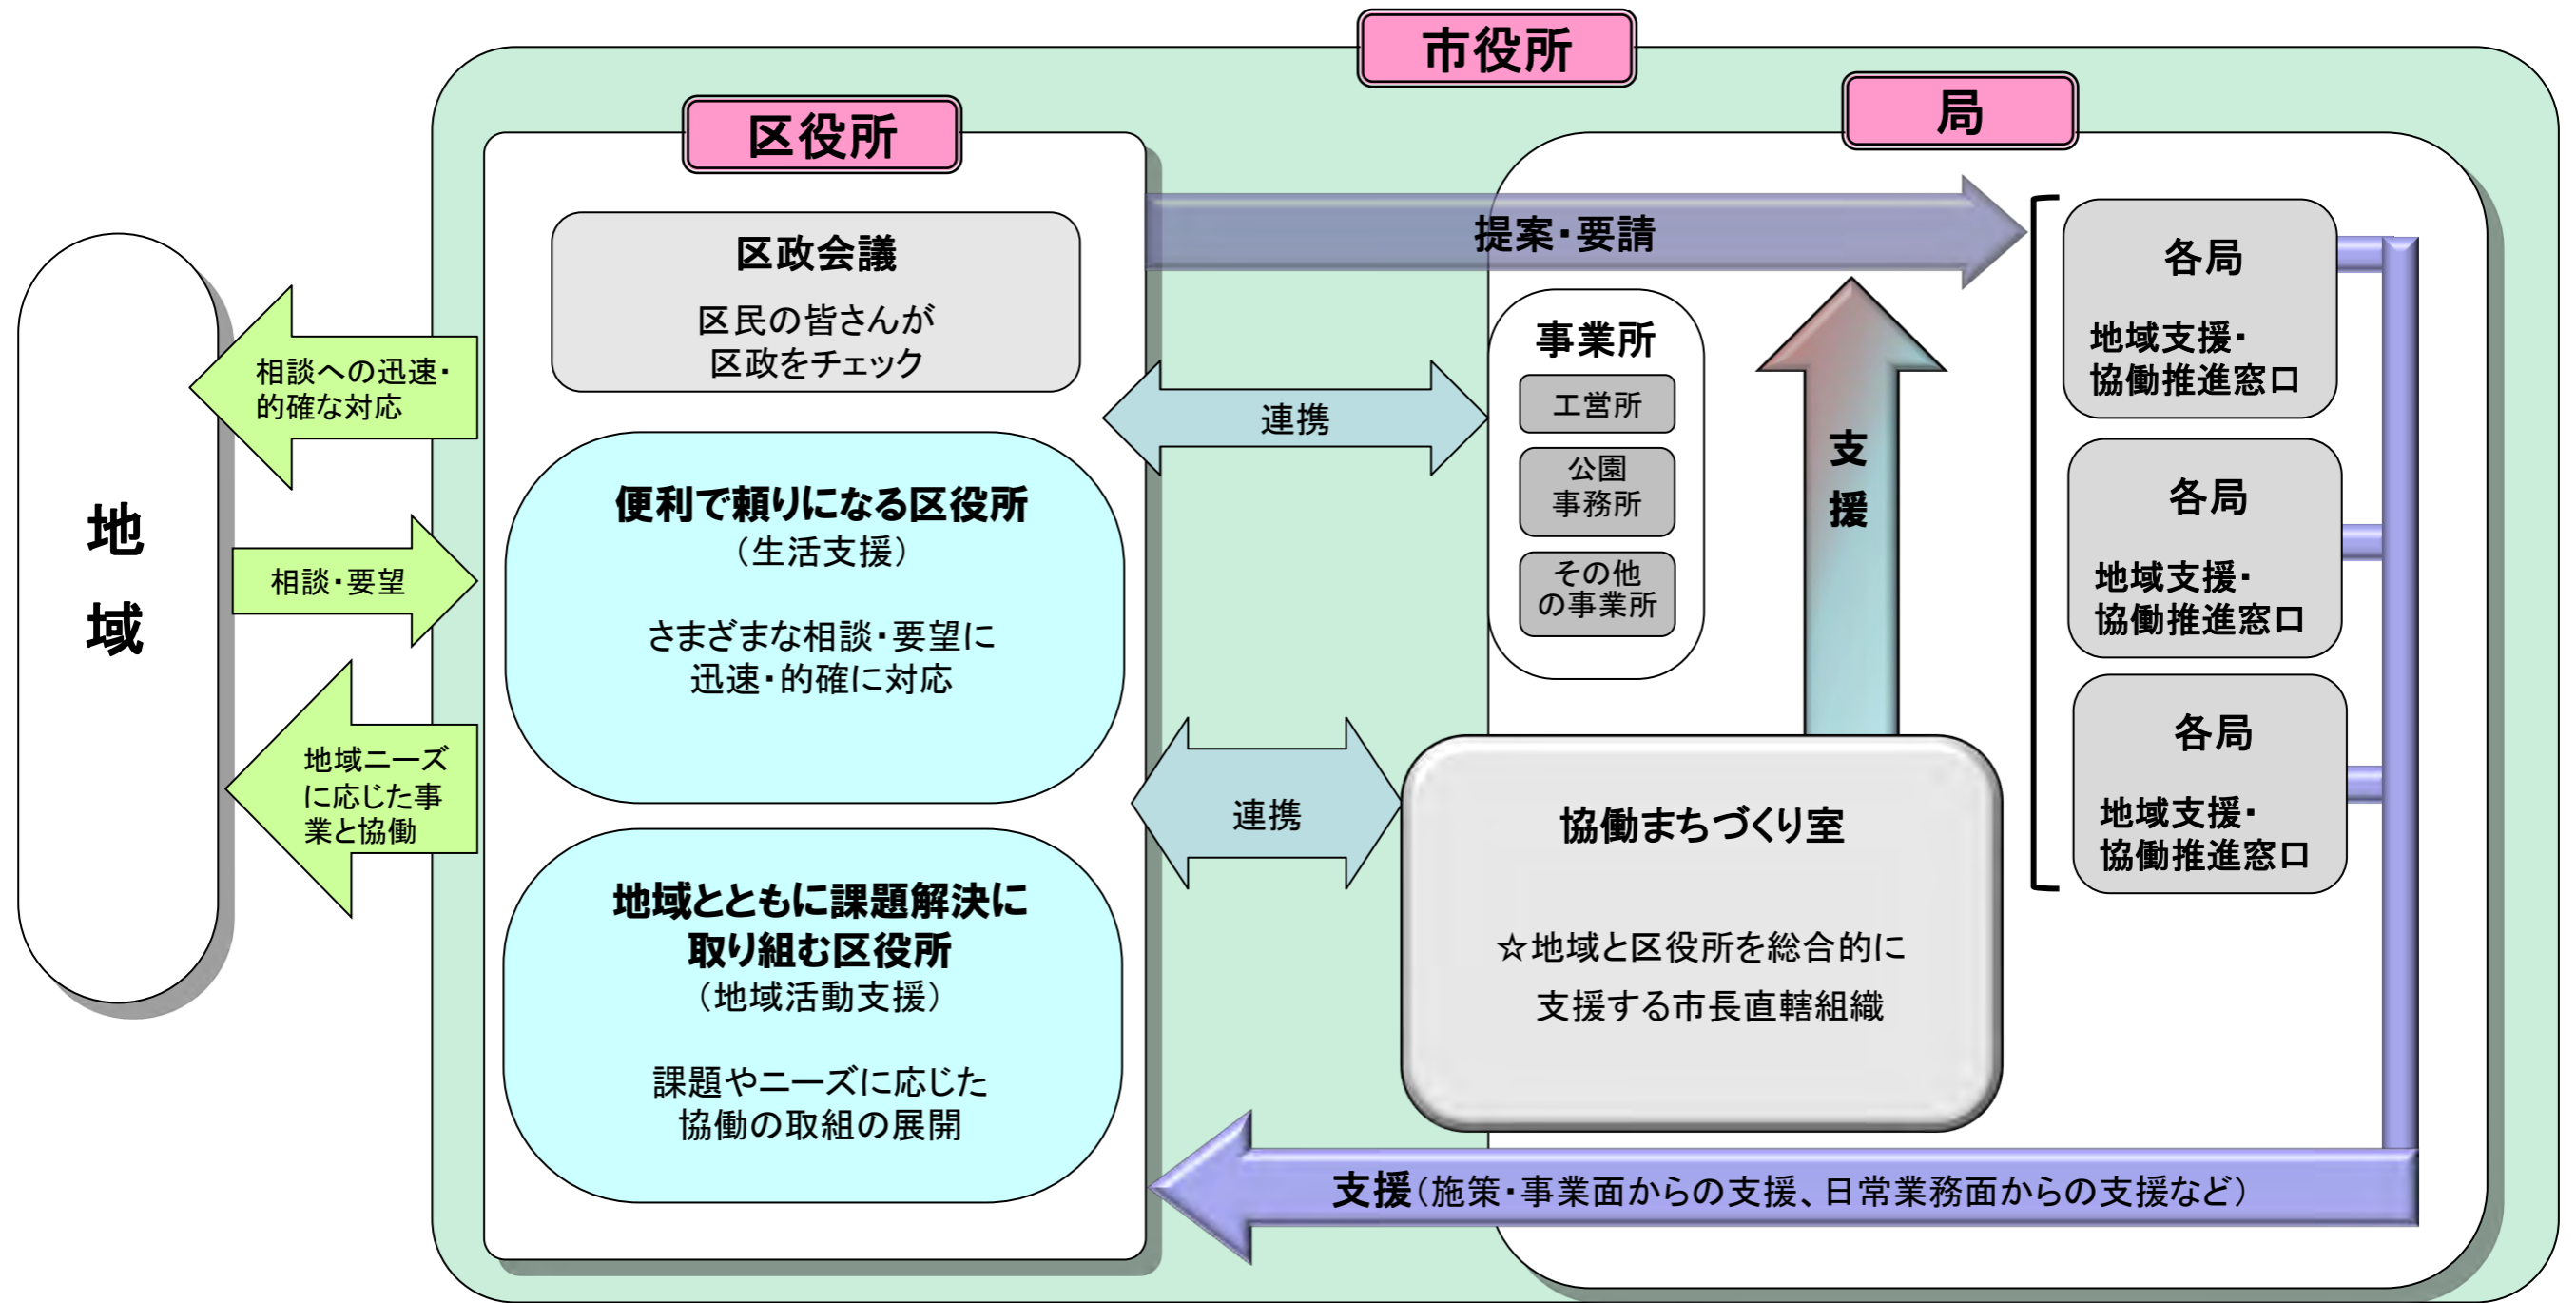 市役所
区役所
局
区政会議
区民の皆さんが
区政をチェック
提案・要請
各局
地域支援・
協働推進窓口
事業所
工営所
公園
事務所
その他
の事業所
支
援
連携
相談への迅速・
的確な対応
地
域
相談・要望
地域ニーズ
に応じた事
業と協働
便利で頼りになる区役所
（生活支援）
さまざまな相談・要望に
迅速・的確に対応
各局
地域支援・
協働推進窓口
各局
地域支援・
協働推進窓口
連携
協働まちづくり室
☆地域と区役所を総合的に
支援する市長直轄組織
地域とともに課題解決に
取り組む区役所
（地域活動支援）
課題やニーズに応じた
協働の取組の展開
支援（施策・事業面からの支援、日常業務面からの支援など）